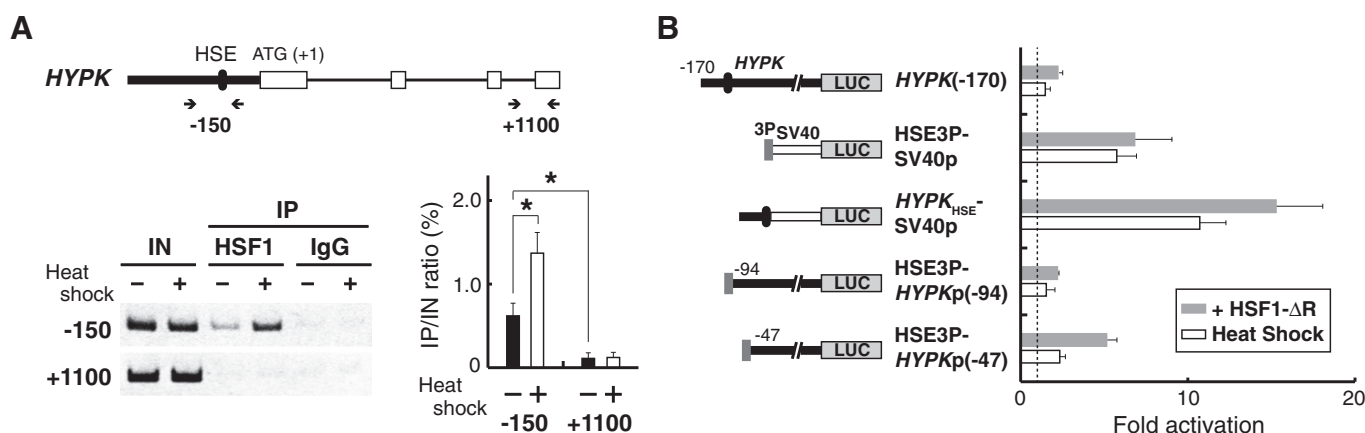 A
HSE
ATG (+1)
HYPK
-150
+1100
IP
IN
HSF1
IgG
Heat
shock
− + − + − +
-150
+1100
IP/IN ratio (%)
2.0
1.0
0
*
*
Heat
shock
− + − +
-150 +1100
B
-170
HYPK
LUC
HYPK(-170)
3P
SV40
LUC
HSE3P-
SV40p
LUC
HYPKHSE-
SV40p
-94
LUC
HSE3P-
HYPKp(-94)
-47
LUC
HSE3P-
HYPKp(-47)
+ HSF1-ΔR
Heat Shock
0 10 20
Fold activation